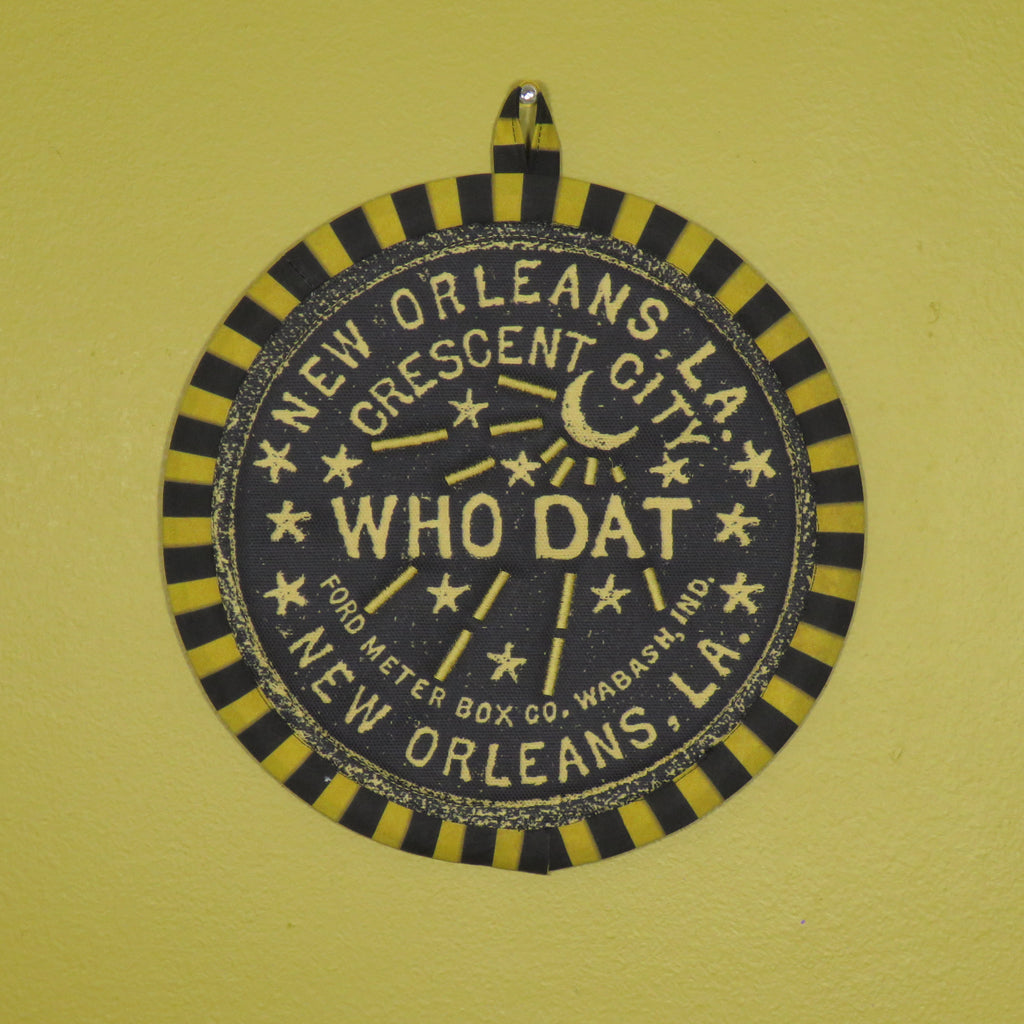 NEW ORLEANS, LA.
CRESCENT CITY
WHO DAT
FORD METER BOX CO. WABASH, IND.
NEW ORLEANS, LA.